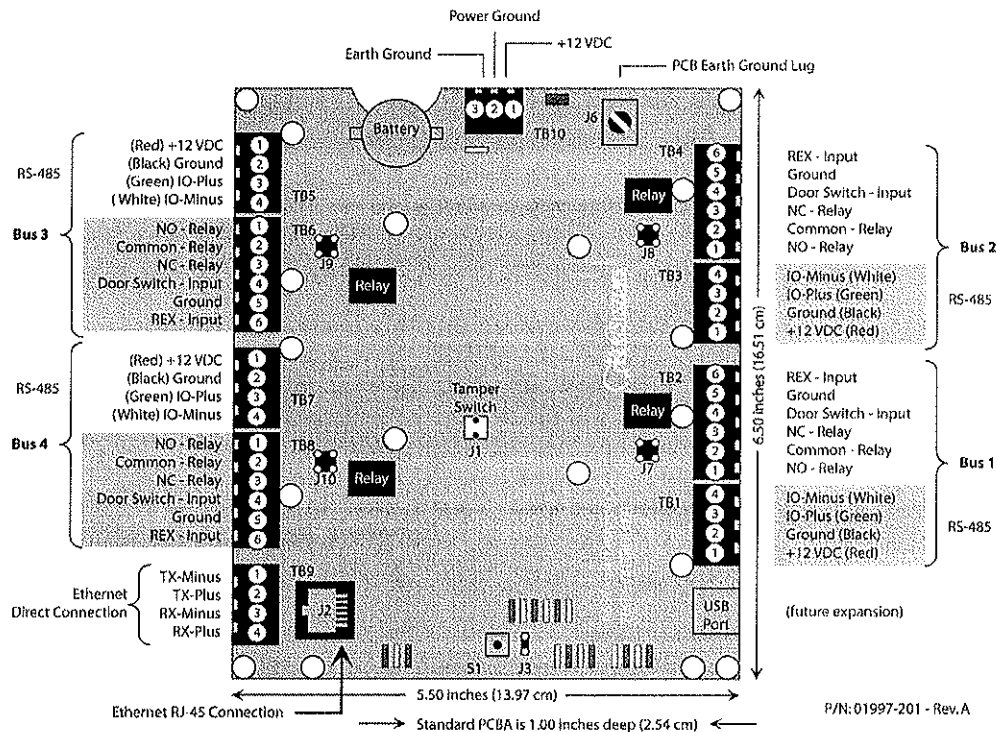 Power Ground
Earth Ground
+12 VDC
PCB Earth Ground Lug
Battery
3 2 1
TB10
J6
RS-485
(Red) +12 VDC 1
(Black) Ground 2
(Green) IO-Plus 3
(White) IO-Minus 4
TB5
Bus 3
NO - Relay 1
Common - Relay 2
NC - Relay 3
Door Switch - Input 4
Ground 5
REX - Input 6
TB6
J9
Relay
RS-485
(Red) +12 VDC 1
(Black) Ground 2
(Green) IO-Plus 3
(White) IO-Minus 4
TB7
Bus 4
NO - Relay 1
Common - Relay 2
NC - Relay 3
Door Switch - Input 4
Ground 5
REX - Input 6
TB8
J10
Relay
Ethernet
Direct Connection
TX-Minus 1
TX-Plus 2
RX-Minus 3
RX-Plus 4
TB9
J2
Ethernet RJ-45 Connection
Tamper
Switch
J1
S1
J3
TB4
6 REX - Input
5 Ground
4 Door Switch - Input
3 NC - Relay
2 Common - Relay
1 NO - Relay
Relay
J8
Bus 2
TB3
4 IO-Minus (White)
3 IO-Plus (Green)
2 Ground (Black)
1 +12 VDC (Red)
RS-485
TB2
6 REX - Input
5 Ground
4 Door Switch - Input
3 NC - Relay
2 Common - Relay
1 NO - Relay
Relay
J7
Bus 1
TB1
4 IO-Minus (White)
3 IO-Plus (Green)
2 Ground (Black)
1 +12 VDC (Red)
RS-485
USB
Port
(future expansion)
6.50 inches (16.51 cm)
5.50 inches (13.97 cm)
Standard PCBA is 1.00 inches deep (2.54 cm)
P/N: 01997-201 - Rev. A